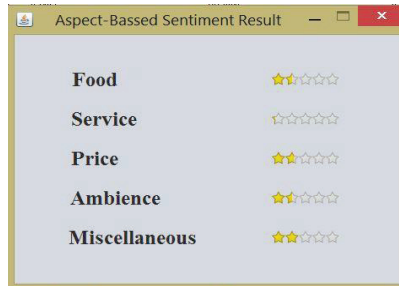 Aspect-Bassed Sentiment Result
Food
Service
Price
Ambience
Miscellaneous